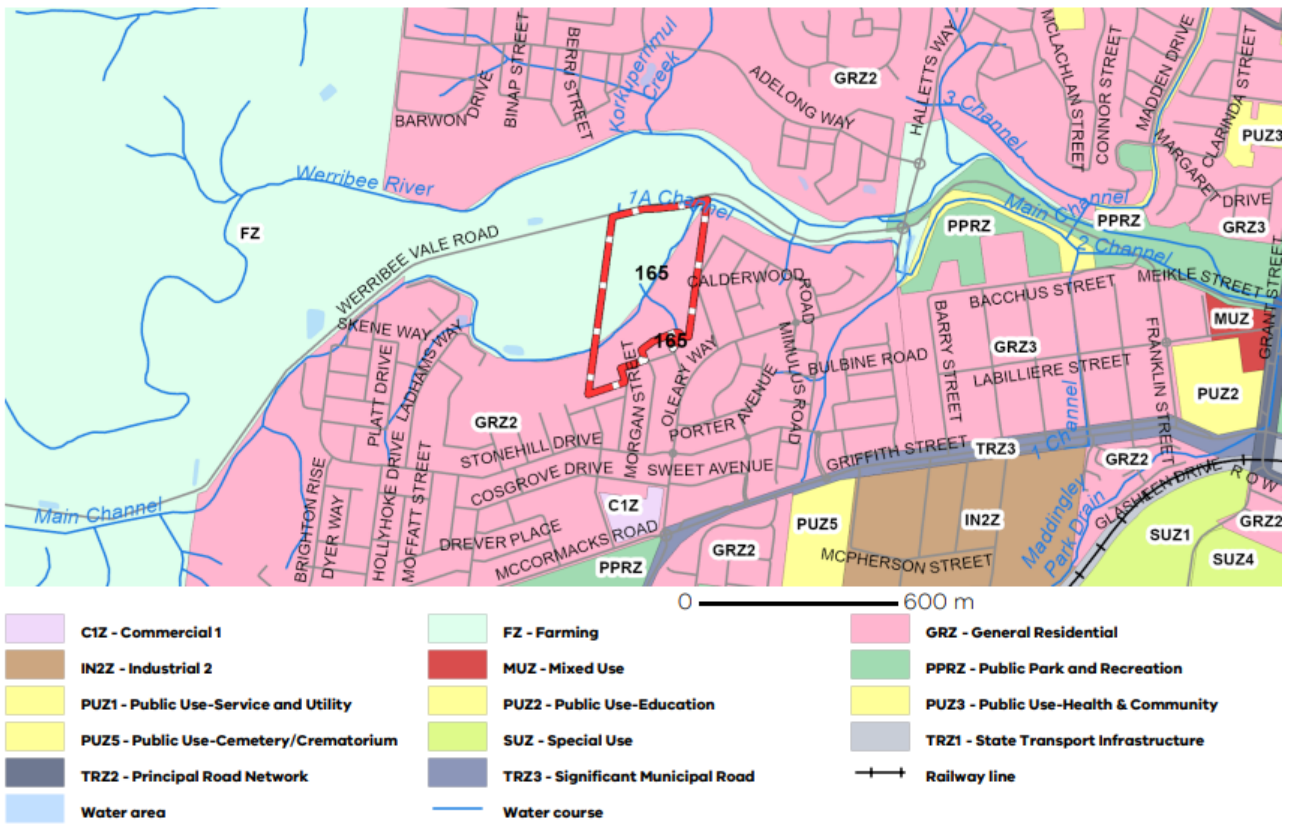 BARWON DRIVE
BINAP STREET
BERRI STREET
Korkuperrimul Creek
ADELONG WAY
GRZ2
HALLETTS WAY
3 Channel
MCLACHLAN STREET
CONNOR STREET
MADDEN DRIVE
MARGARET DRIVE
CLARINDA STREET
PUZ3
Werribee River
1A Channel
FZ
WERRIBEE VALE ROAD
165
CALDERWOOD ROAD
PPRZ
Main Channel
PPRZ
2 Channel
GRZ3
MEIKLE STREET
GRANT STREET
BACCHUS STREET
MUZ
SKENE WAY
PLATT DRIVE
LADHAMS WAY
165
MORGAN STREET
OLEARY WAY
MIMULUS ROAD
BULBINE ROAD
BARRY STREET
GRZ3
LABILLIERE STREET
FRANKLIN STREET
PUZ2
GRZ2
STONEHILL DRIVE
PORTER AVENUE
COSGROVE DRIVE
SWEET AVENUE
GRIFFITH STREET
TRZ3
1 Channel
GRZ2
GLASHEEN DRIVE
ROW
Main Channel
BRIGHTON RISE
DYER WAY
HOLLYHOKE DRIVE
MOFFATT STREET
DREVER PLACE
MCCORMACKS ROAD
C1Z
PPRZ
GRZ2
PUZ5
IN2Z
MCPHERSON STREET
Maddingley Park Drain
SUZ1
GRZ2
SUZ4
0 600 m
C1Z - Commercial 1
FZ - Farming
GRZ - General Residential
IN2Z - Industrial 2
MUZ - Mixed Use
PPRZ - Public Park and Recreation
PUZ1 - Public Use-Service and Utility
PUZ2 - Public Use-Education
PUZ3 - Public Use-Health & Community
PUZ5 - Public Use-Cemetery/Crematorium
SUZ - Special Use
TRZ1 - State Transport Infrastructure
TRZ2 - Principal Road Network
TRZ3 - Significant Municipal Road
Railway line
Water area
Water course